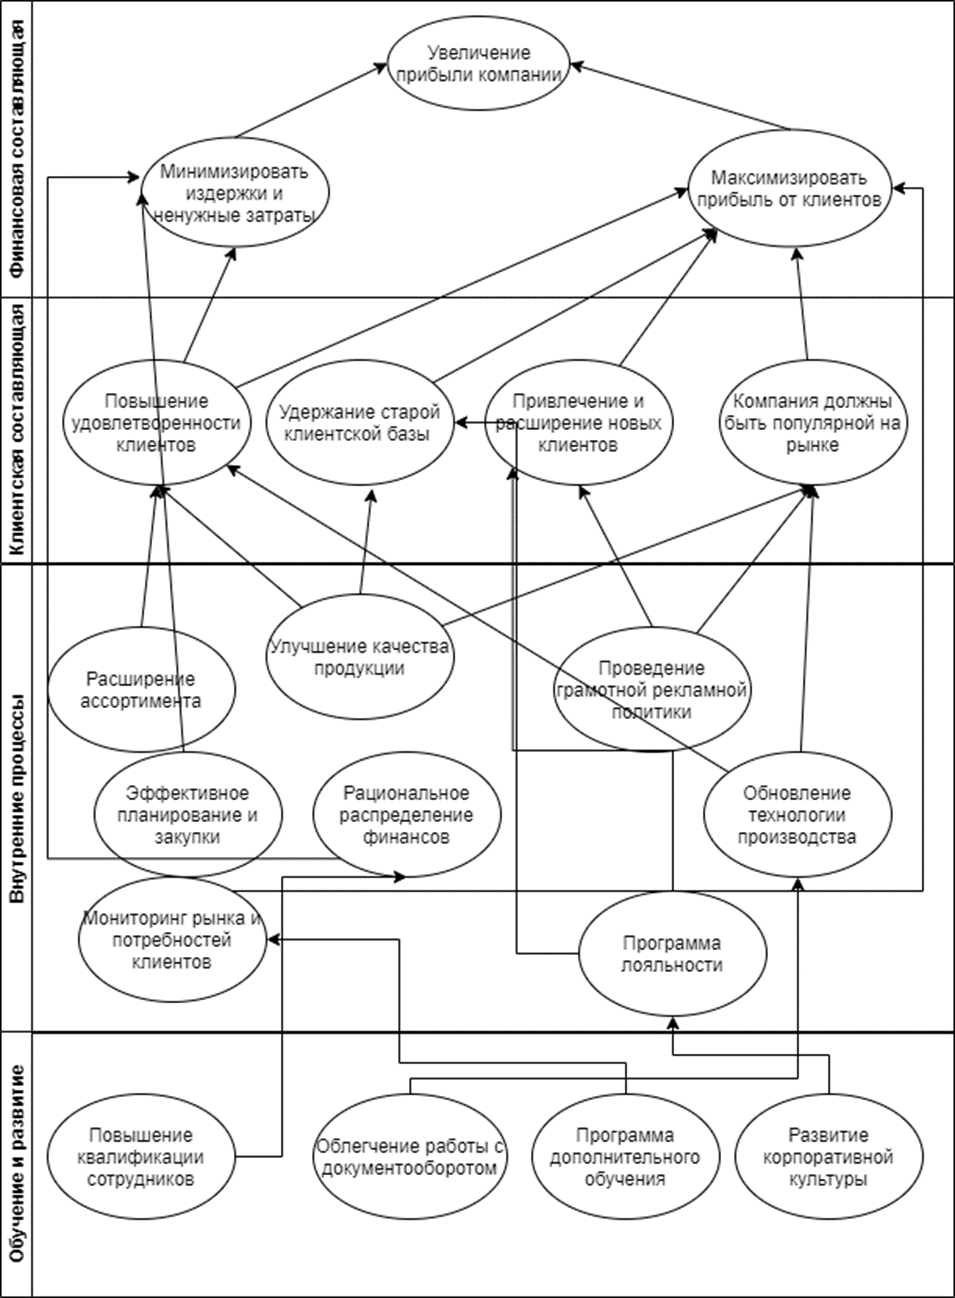 Финансовая составляющая
Увеличение
прибыли компании
Минимизировать
издержки и
ненужные затраты
Максимизировать
прибыль от клиентов
Клиентская составляющая
Повышение
удовлетворенности
клиентов
Удержание старой
клиентской базы
Привлечение и
расширение новых
клиентов
Компания должны
быть популярной на
рынке
Внутренние процессы
Расширение
ассортимента
Улучшение качества
продукции
Проведение
грамотной рекламной
политики
Эффективное
планирование и
закупки
Рациональное
распределение
финансов
Обновление
технологии
производства
Мониторинг рынка и
потребностей
клиентов
Программа
лояльности
Обучение и развитие
Повышение
квалификации
сотрудников
Облегчение работы с
документооборотом
Программа
дополнительного
обучения
Развитие
корпоративной
культуры